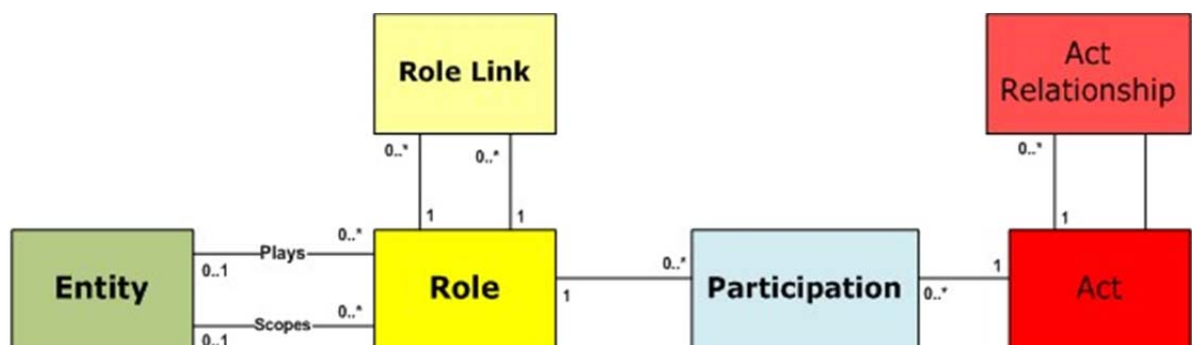 Role Link
Act
Relationship
0..*
0..*
0..*
1
1
1
0..*
Plays
0..1
0..*
1
Entity
Role
Participation
Act
1
0..*
0..*
Scopes
0..1